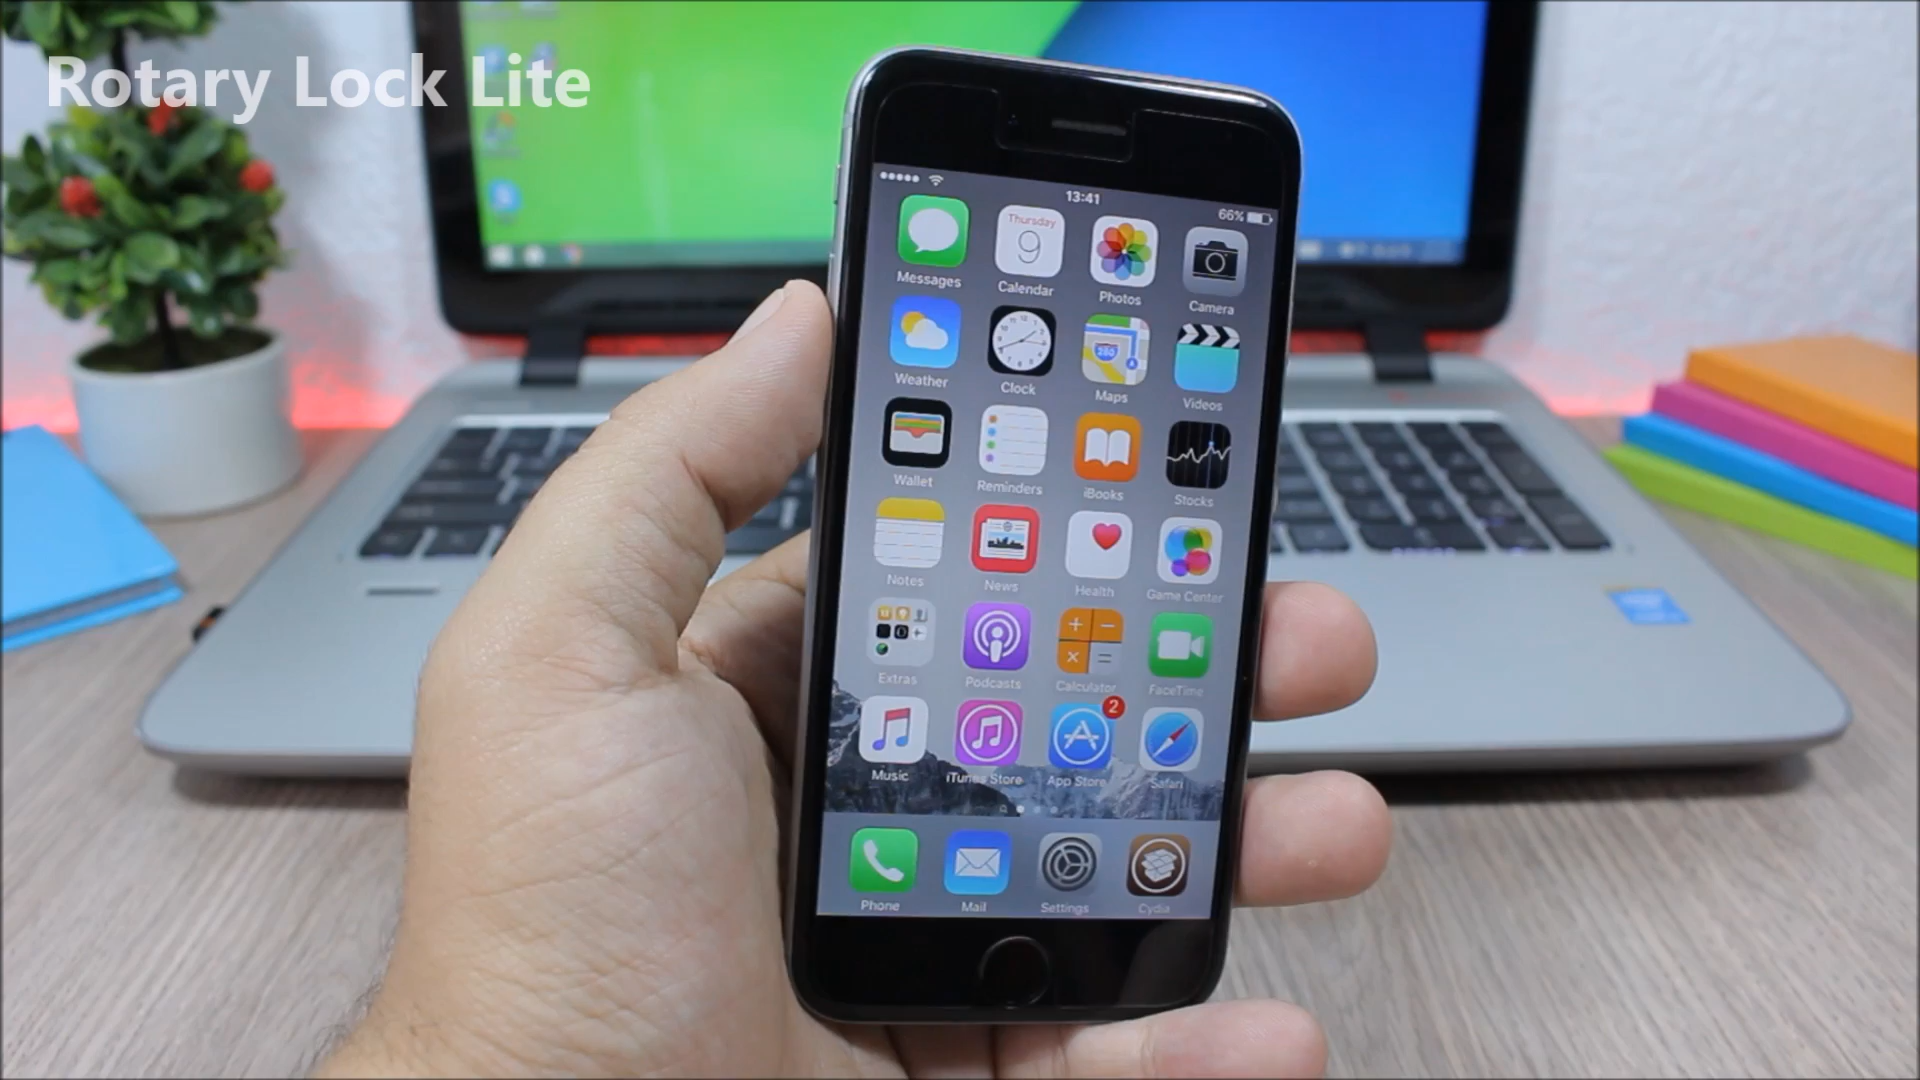 Rotary Lock Lite
13:41
66%
Messages
Thursday
9
Calendar
Photos
Camera
Weather
Clock
280
Maps
Videos
Wallet
Reminders
iBooks
Stocks
Notes
News
Health
Game Center
Extras
Podcasts
Calculator
FaceTime
Music
iTunes Store
2
App Store
Safari
Phone
Mail
Settings
Cydia